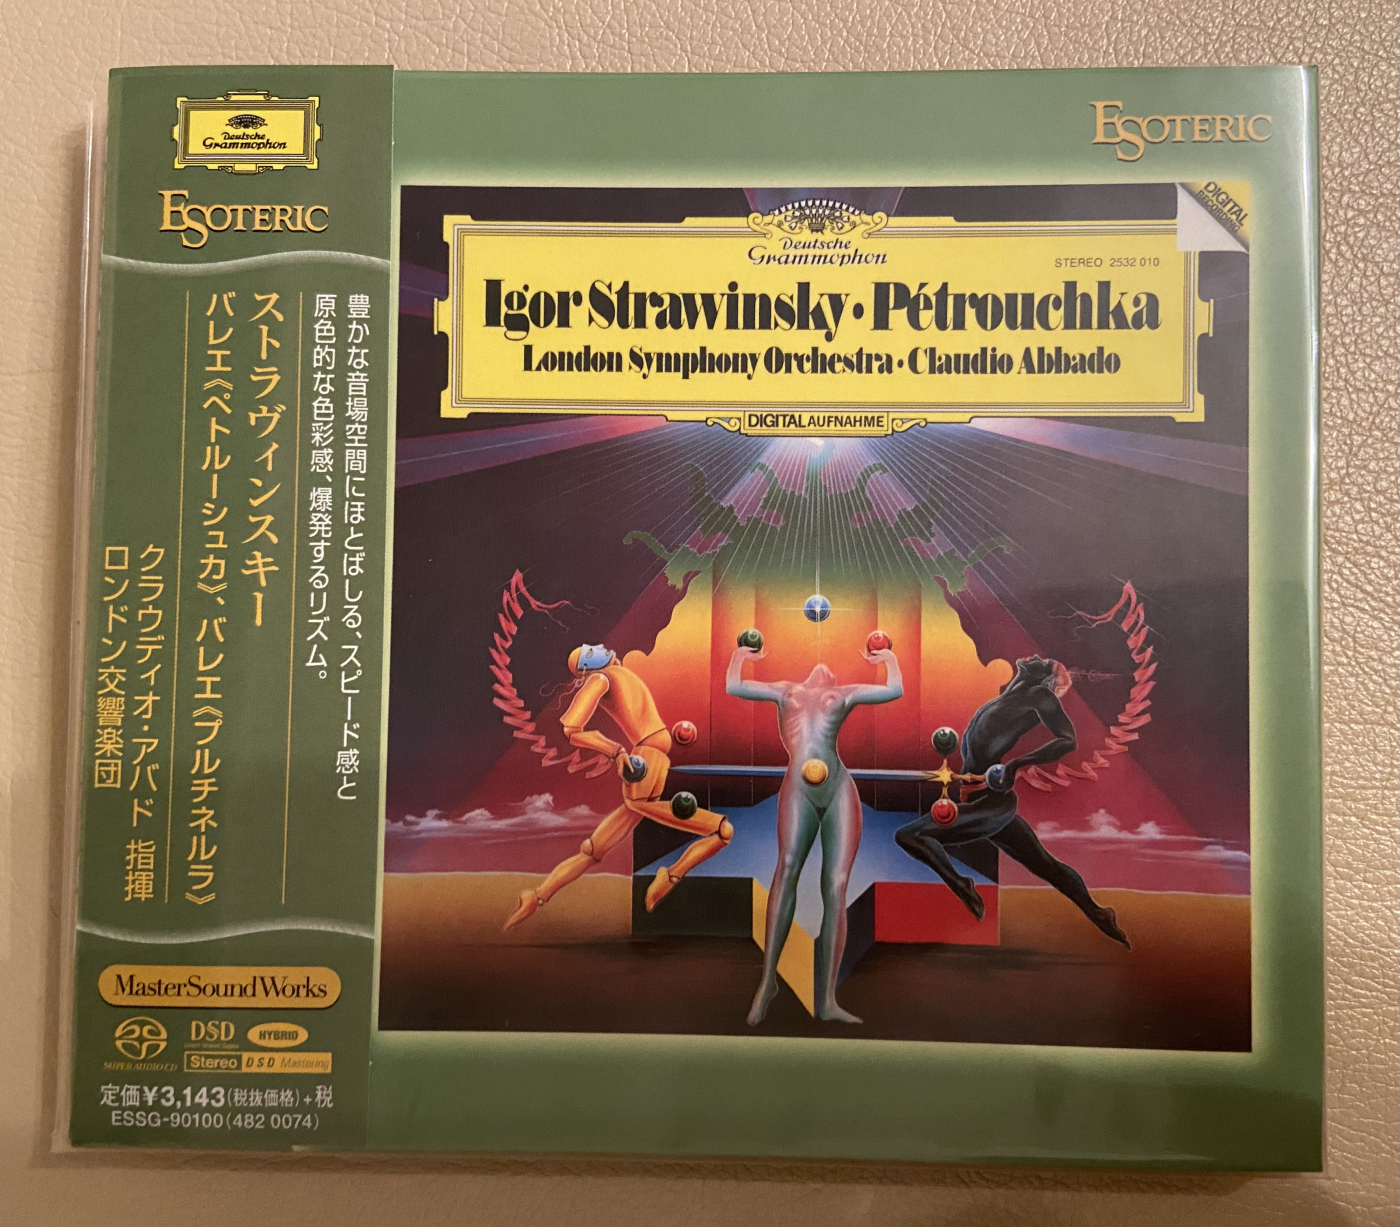 Deutsche
Grammophon
ESOTERIC
豊かな音場空間にほとばしる、スピード感と
原色的な色彩感、爆発するリズム。
ストラヴィンスキー
バレエ《ペトルーシュカ》、バレエ《プルチネルラ》
クラウディオ・アバド 指揮
ロンドン交響楽団
MasterSoundWorks
SUPER AUDIO CD
DSD
HYBRID
Stereo DSD Mastering
定価¥3,143(税抜価格)+税
ESSG-90100(482 0074)
ESOTERIC
DIGITAL
RECORDING
Deutsche
Grammophon
STEREO 2532 010
Igor Strawinsky • Pétrouchka
London Symphony Orchestra • Claudio Abbado
DIGITAL AUFNAHME